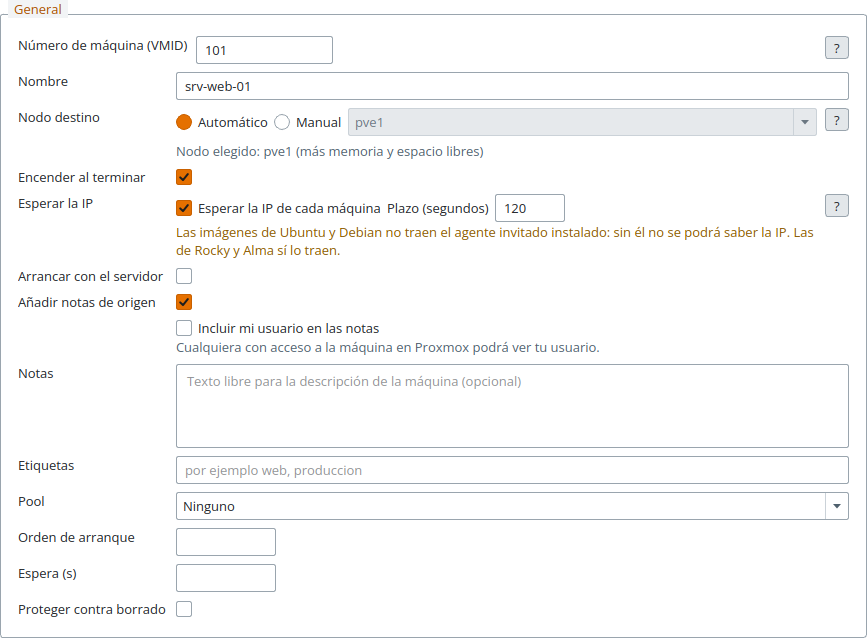 General
Número de máquina (VMID) 101 ?
Nombre srv-web-01
Nodo destino Automático Manual pve1 ?
Nodo elegido: pve1 (más memoria y espacio libres)
Encender al terminar
Esperar la IP Esperar la IP de cada máquina Plazo (segundos) 120 ?
Las imágenes de Ubuntu y Debian no traen el agente invitado instalado: sin él no se podrá saber la IP. Las
de Rocky y Alma sí lo traen.
Arrancar con el servidor
Añadir notas de origen
Incluir mi usuario en las notas
Cualquiera con acceso a la máquina en Proxmox podrá ver tu usuario.
Notas Texto libre para la descripción de la máquina (opcional)
Etiquetas por ejemplo web, produccion
Pool Ninguno
Orden de arranque
Espera (s)
Proteger contra borrado